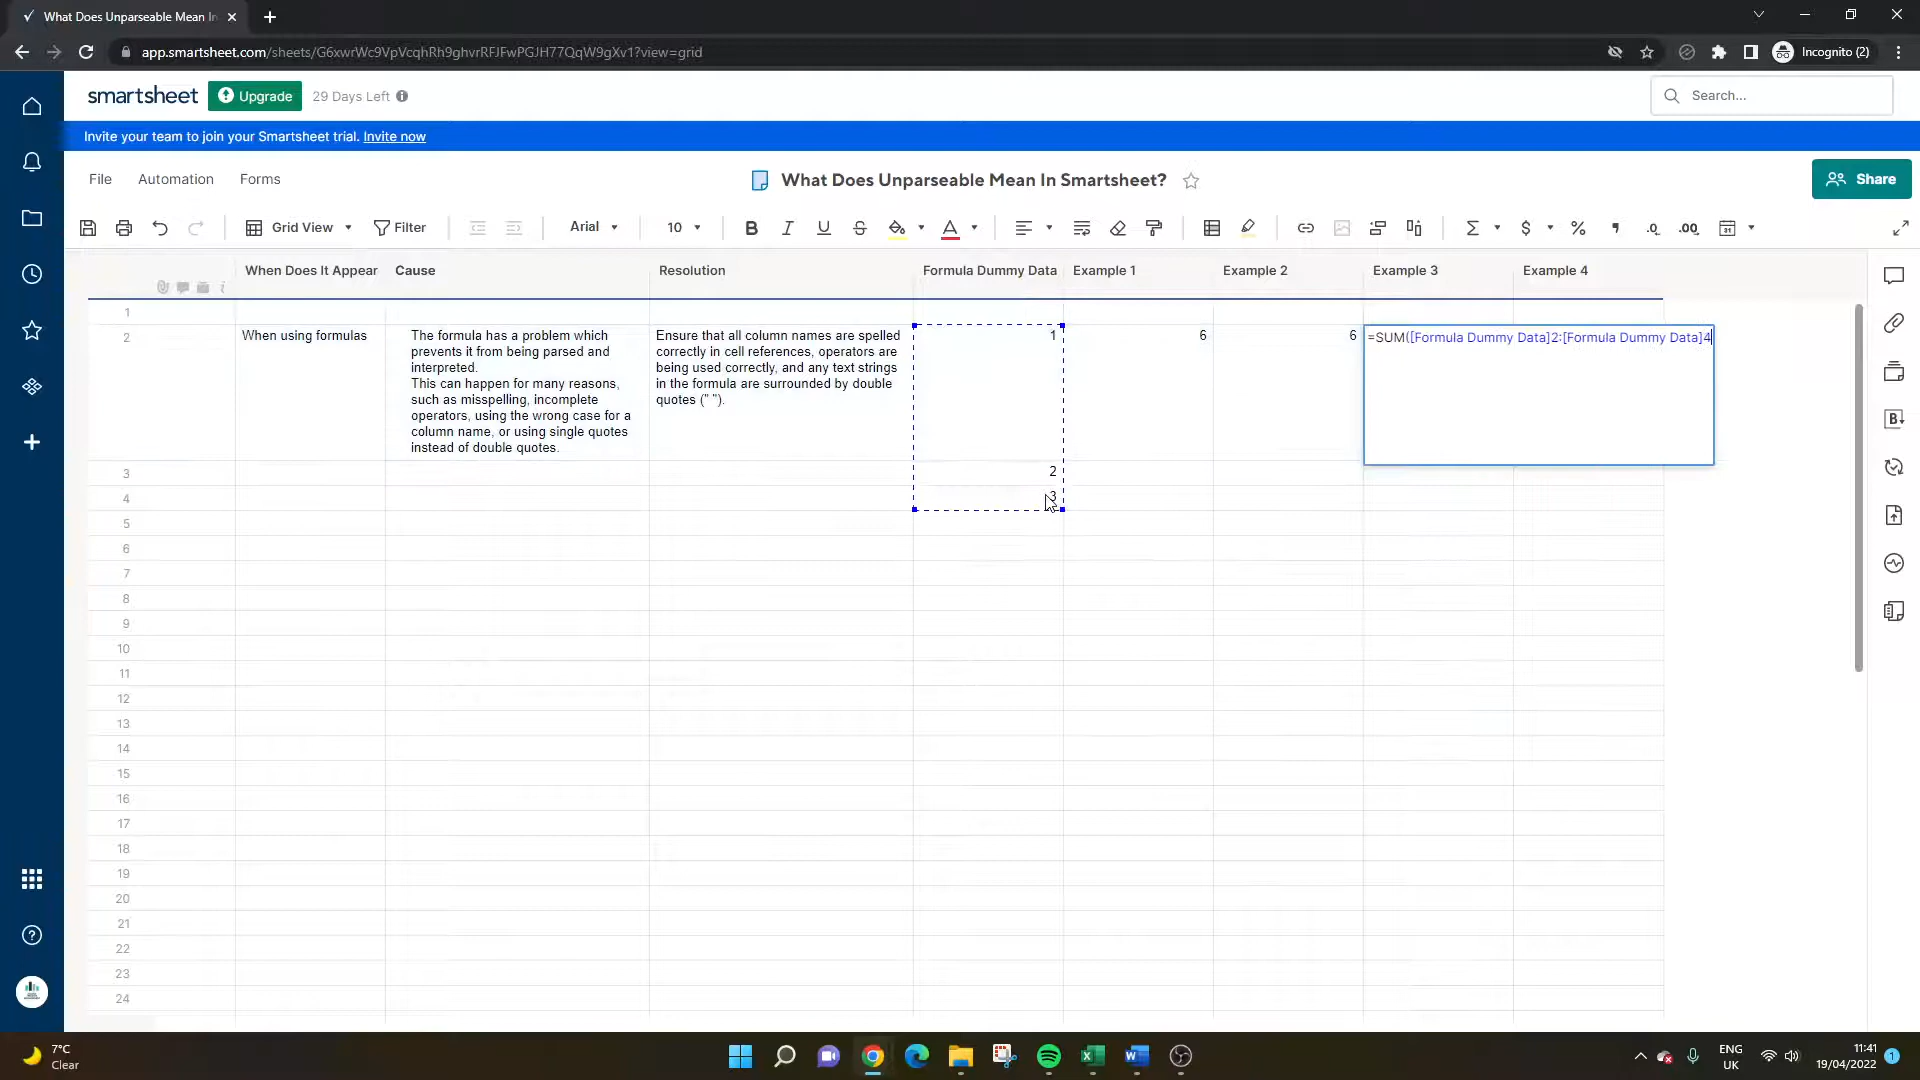 What Does Unparseable Mean In
app.smartsheet.com/sheets/G6xwrWc9VpVcqhRh9ghvrRFJFwPGJH77QqW9gXv1?view=grid
Incognito (2)
smartsheet
Upgrade
29 Days Left
Search...
Invite your team to join your Smartsheet trial. Invite now
File
Automation
Forms
What Does Unparseable Mean In Smartsheet?
Share
Grid View
Filter
Arial
10
B
I
U
S
A
Σ
$
%
.0
.00
31
When Does It Appear
Cause
Resolution
Formula Dummy Data
Example 1
Example 2
Example 3
Example 4
1
2
When using formulas
The formula has a problem which
prevents it from being parsed and
interpreted.
This can happen for many reasons,
such as misspelling, incomplete
operators, using the wrong case for a
column name, or using single quotes
instead of double quotes.
Ensure that all column names are spelled
correctly in cell references, operators are
being used correctly, and any text strings
in the formula are surrounded by double
quotes (" ").
1
6
6
=SUM([Formula Dummy Data]2:[Formula Dummy Data]4
3
2
4
3
5
6
7
8
9
10
11
12
13
14
15
16
17
18
19
20
21
22
23
24
7°C
Clear
ENG
UK
11:41
19/04/2022
1